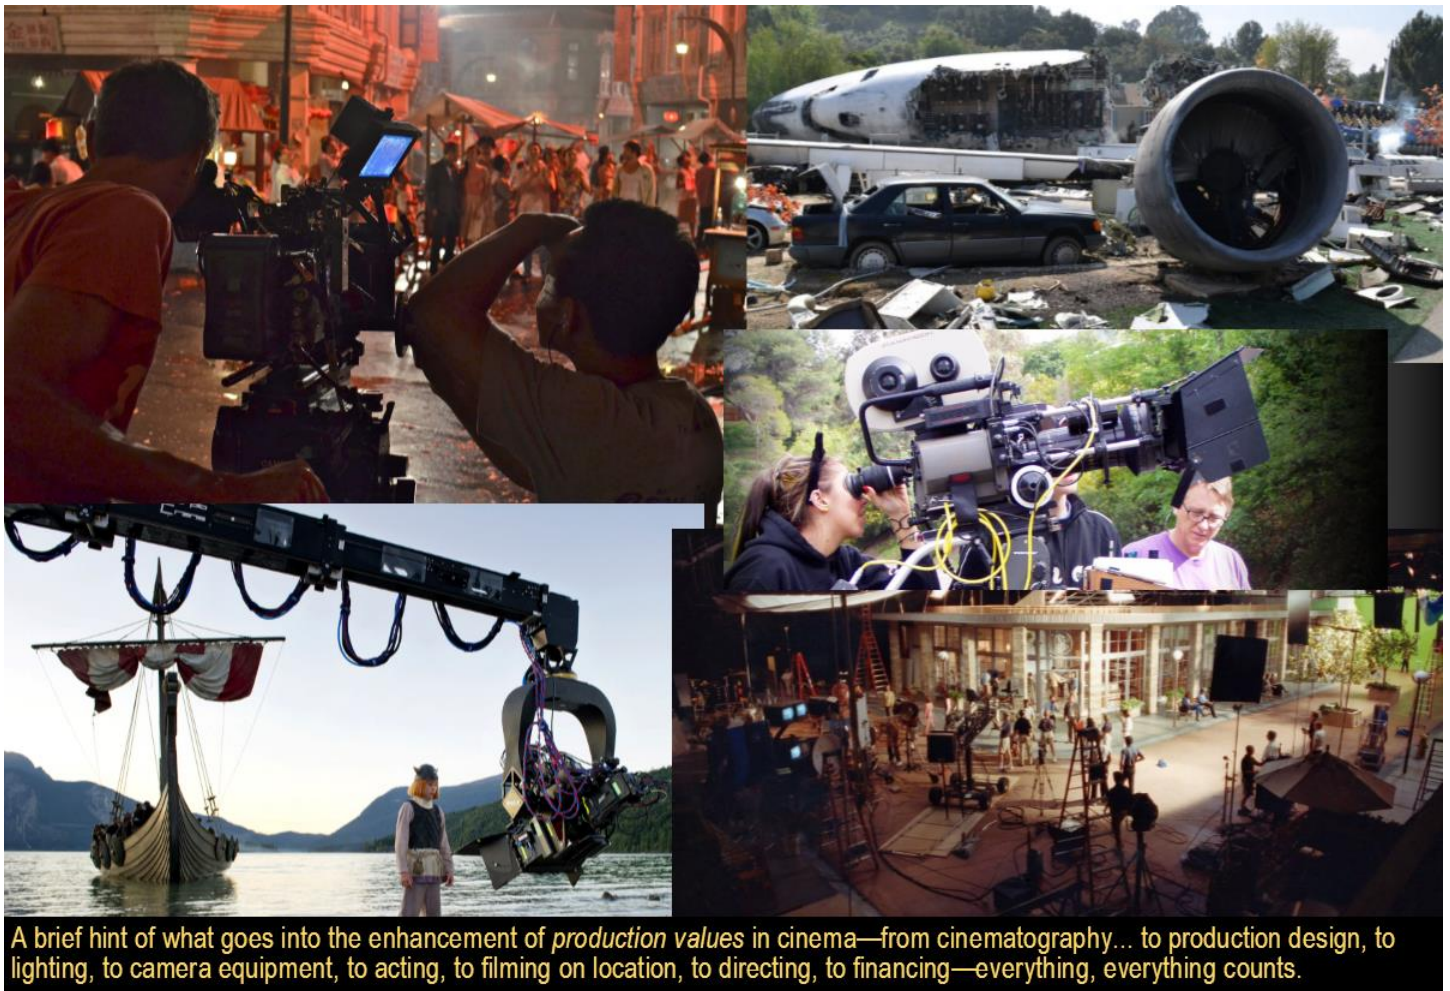 A brief hint of what goes into the enhancement of production values in cinema—from cinematography... to production design, to
lighting, to camera equipment, to acting, to filming on location, to directing, to financing—everything, everything counts.